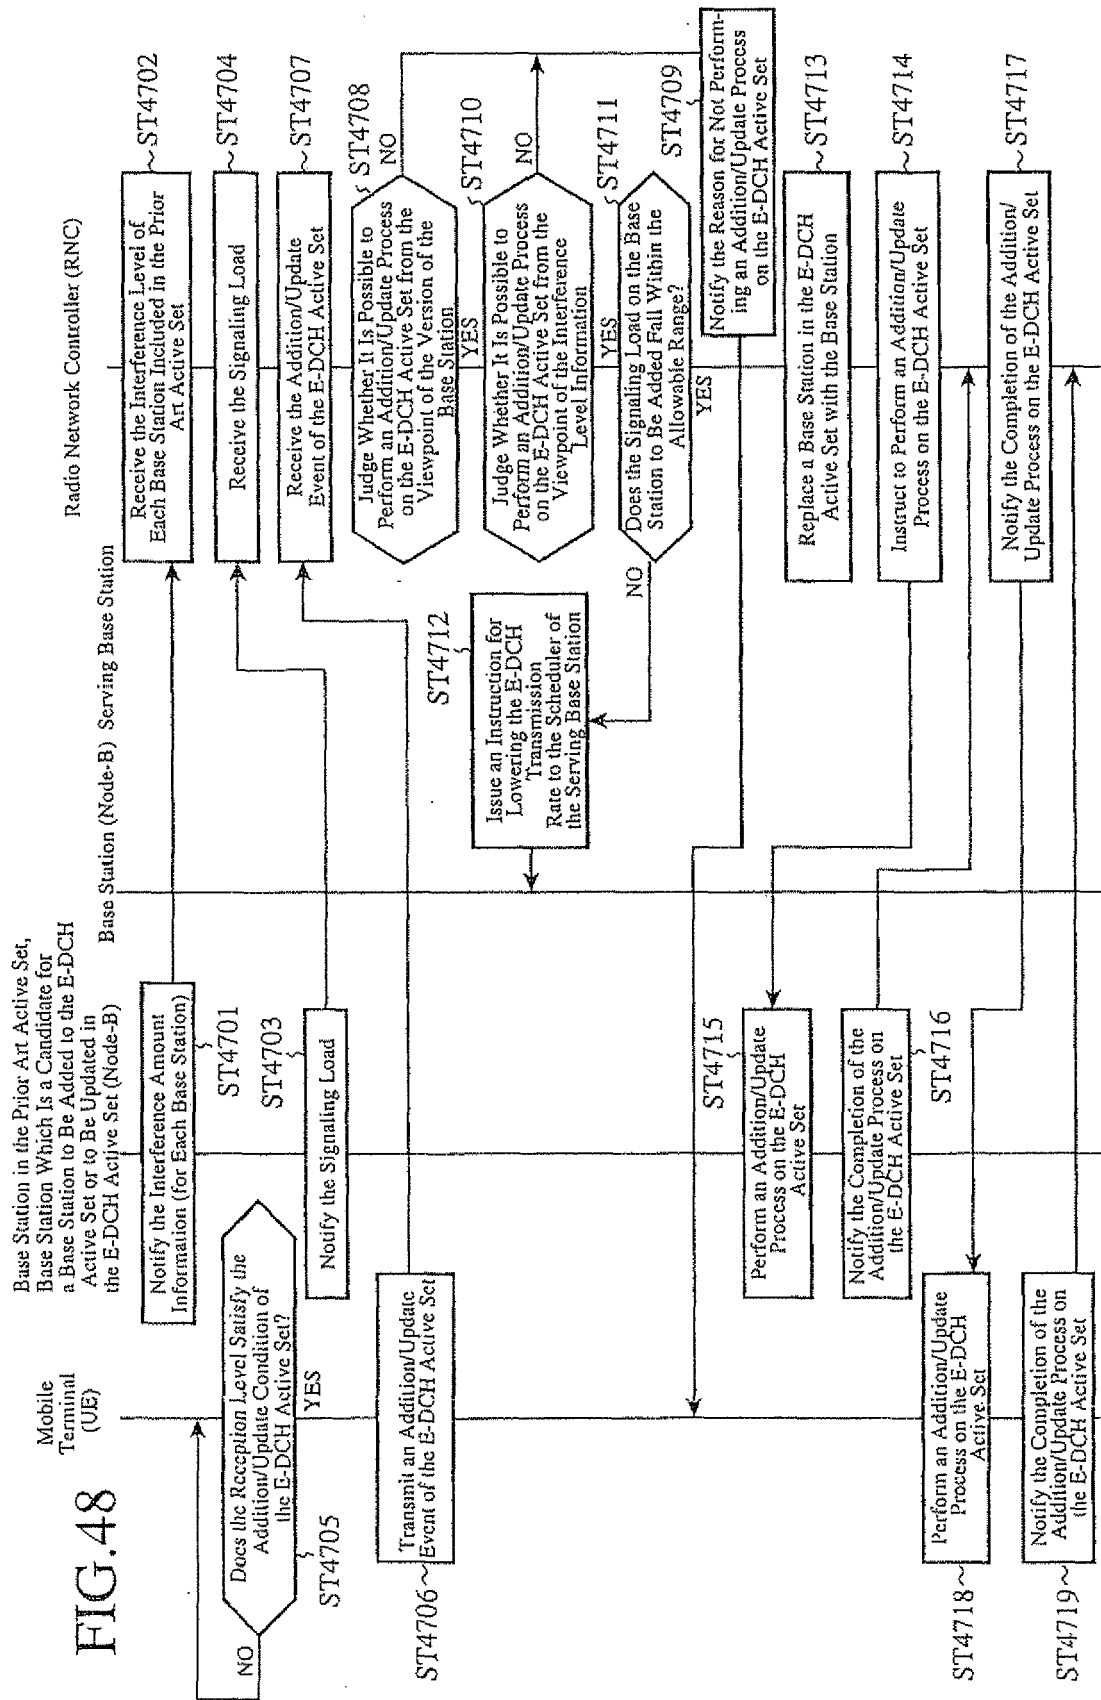 FIG.48
Mobile
Terminal
(UE)
Base Station in the Prior Art Active Set,
Base Station Which Is a Candidate for
a Base Station to Be Added to the E-DCH
Active Set or to Be Updated in
the E-DCH Active Set (Node-B)
Base Station (Node-B) Serving Base Station
Radio Network Controller (RNC)
Notify the Interference Amount
Information (for Each Base Station)
ST4701
Receive the Interference Level of
Each Base Station Included in the Prior
Art Active Set
ST4702
ST4703
Notify the Signaling Load
Receive the Signaling Load
ST4704
Does the Reception Level Satisfy the
Addition/Update Condition of
the E-DCH Active Set?
NO
YES
ST4705
Transmit an Addition/Update
Event of the E-DCH Active Set
ST4706
Receive the Addition/Update
Event of the E-DCH Active Set
ST4707
Judge Whether It Is Possible to
Perform an Addition/Update Process
on the E-DCH Active Set from the
Viewpoint of the Version of the
Base Station
ST4708
NO
YES
Judge Whether It Is Possible to
Perform an Addition/Update Process
on the E-DCH Active Set from the
Viewpoint of the Interference
Level Information
ST4710
NO
YES
Does the Signaling Load on the Base
Station to Be Added Fall Within the
Allowable Range?
ST4711
NO
YES
ST4712
Issue an Instruction for
Lowering the E-DCH
Transmission
Rate to the Scheduler of
the Serving Base Station
ST4709
Notify the Reason for Not Perform-
ing an Addition/Update Process
on the E-DCH Active Set
Replace a Base Station in the E-DCH
Active Set with the Base Station
ST4713
Instruct to Perform an Addition/Update
Process on the E-DCH Active Set
ST4714
ST4715
Perform an Addition/Update
Process on the E-DCH
Active Set
Notify the Completion of the
Addition/Update Process on
the E-DCH Active Set
ST4716
Notify the Completion of the Addition/
Update Process on the E-DCH Active Set
ST4717
Perform an Addition/Update
Process on the E-DCH
Active Set
ST4718
Notify the Completion of the
Addition/Update Process on
the E-DCH Active Set
ST4719